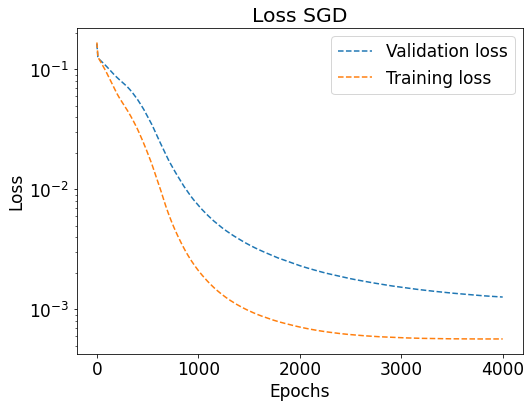 Loss SGD
Validation loss
Training loss
10⁻¹
10⁻²
10⁻³
Loss
0 1000 2000 3000 4000
Epochs